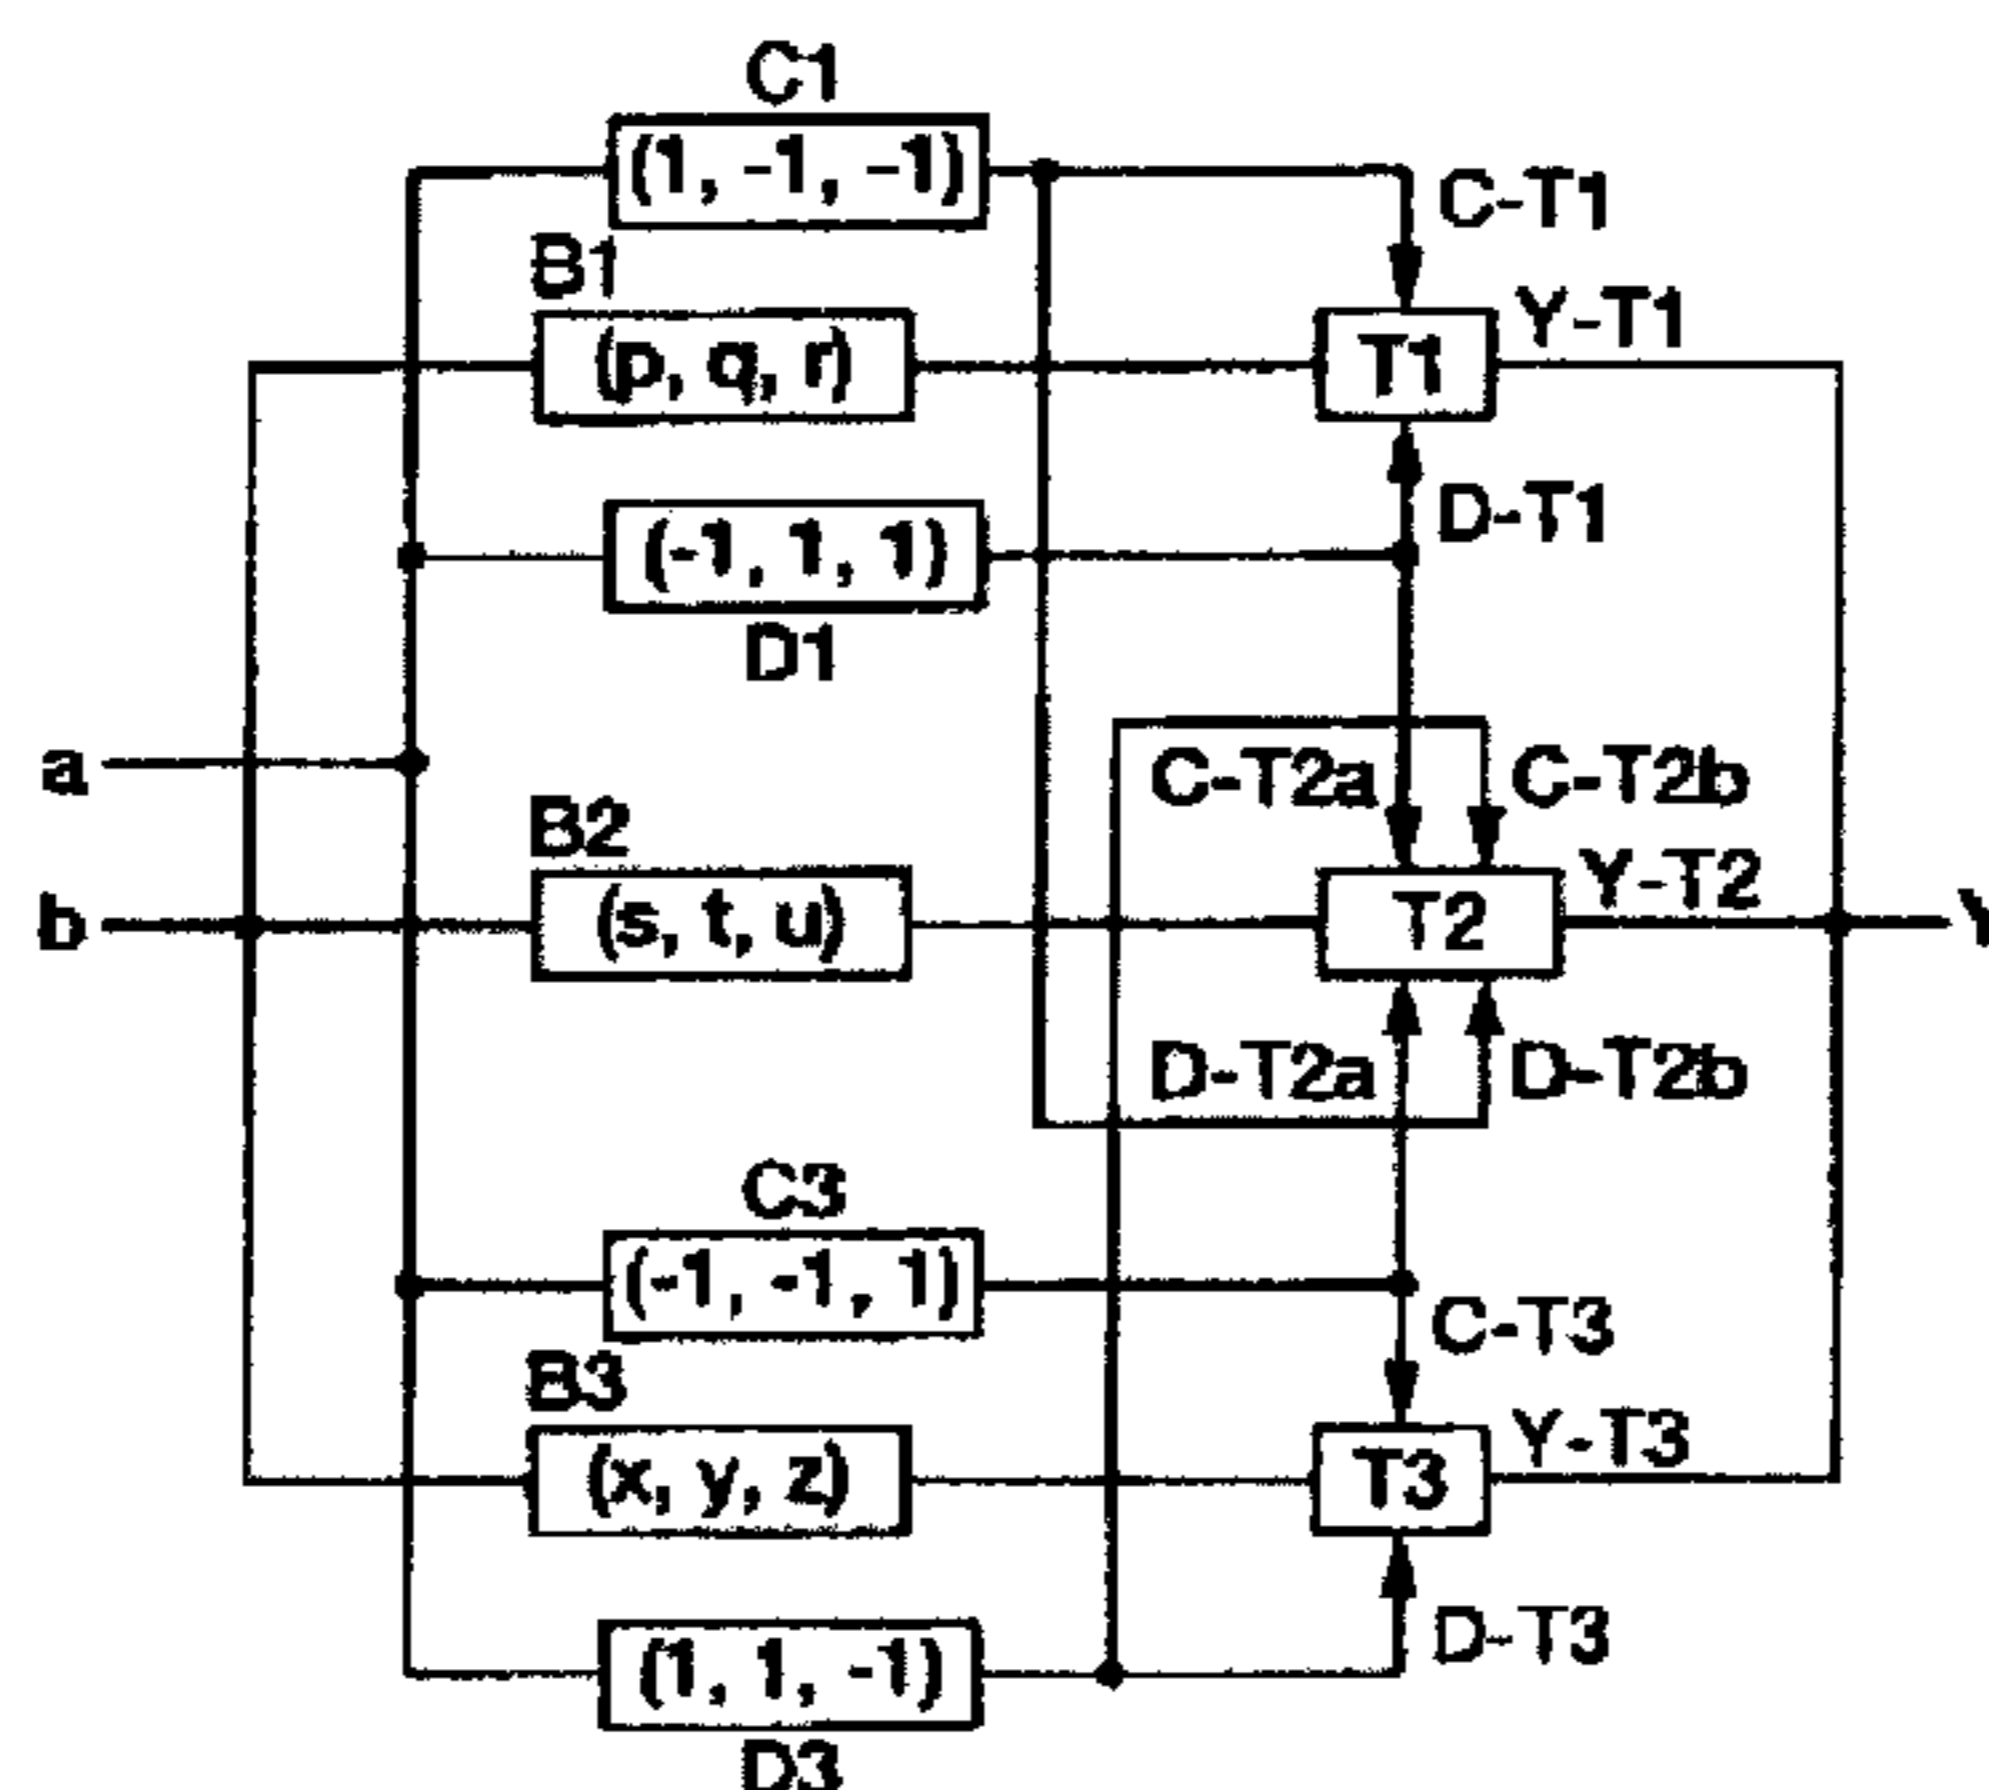 C1
(1, -1, -1)
C-T1
B1
(p, q, r)
T1
Y-T1
D-T1
(-1, 1, 1)
D1
a
C-T2a
C-T2b
B2
(s, t, u)
T2
Y-T2
b
Y
D-T2a
D-T2b
C3
(-1, -1, 1)
C-T3
B3
(x, y, z)
T3
Y-T3
D-T3
(1, 1, -1)
D3